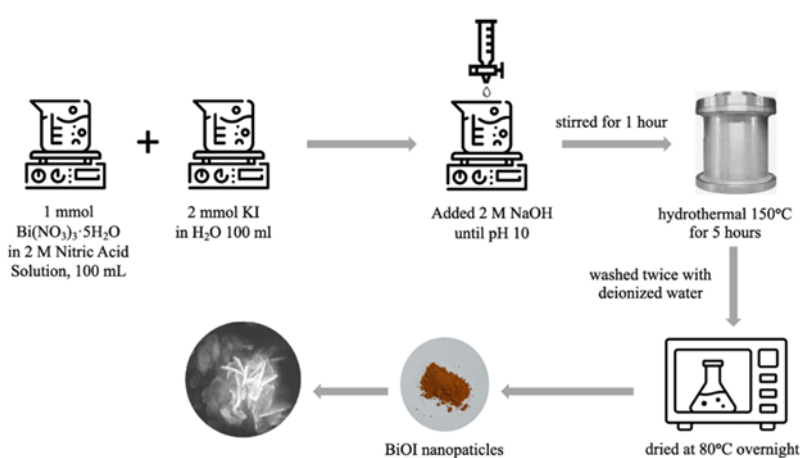 1 mmol
Bi(NO₃)₃·5H₂O
in 2 M Nitric Acid
Solution, 100 mL
2 mmol KI
in H₂O 100 ml
Added 2 M NaOH
until pH 10
stirred for 1 hour
hydrothermal 150ºC
for 5 hours
washed twice with
deionized water
dried at 80ºC overnight
BiOI nanopaticles